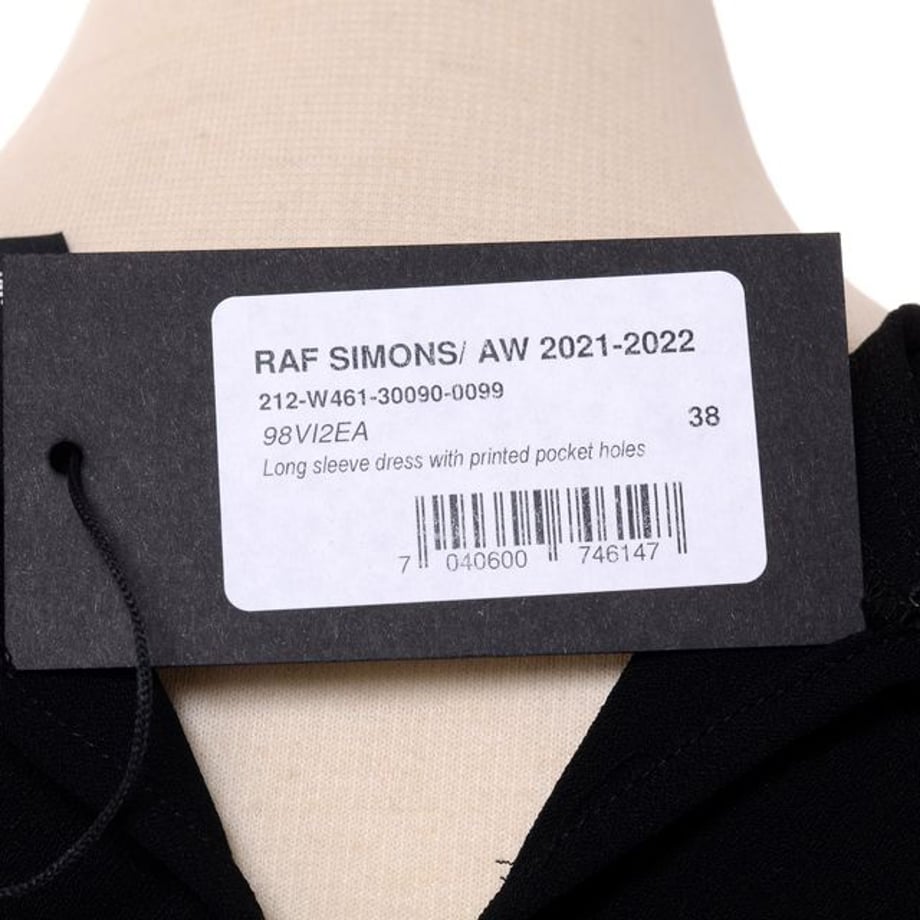 RAF SIMONS/ AW 2021-2022
212-W461-30090-0099
98VI2EA
38
Long sleeve dress with printed pocket holes
7 040600 746147